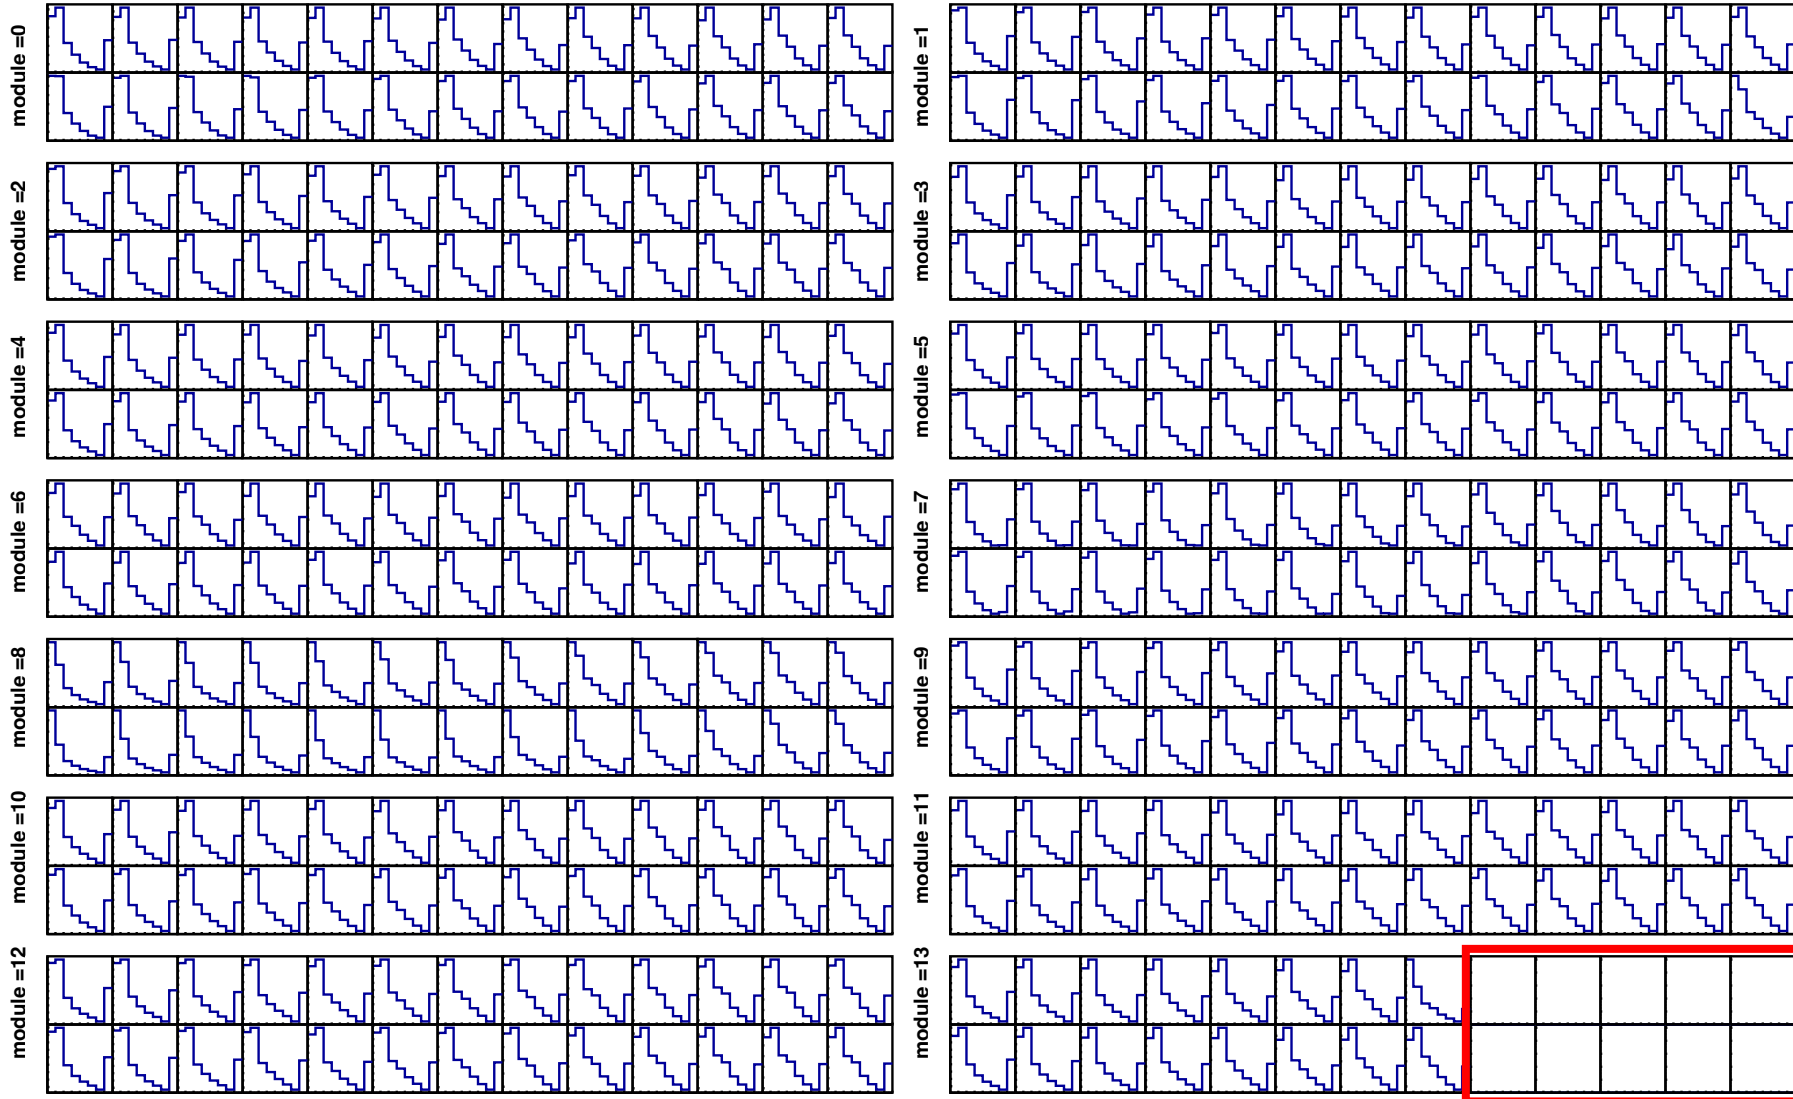 module =0
module =1
module =2
module =3
module =4
module =5
module =6
module =7
module =8
module =9
module =10
module =11
module =12
module =13